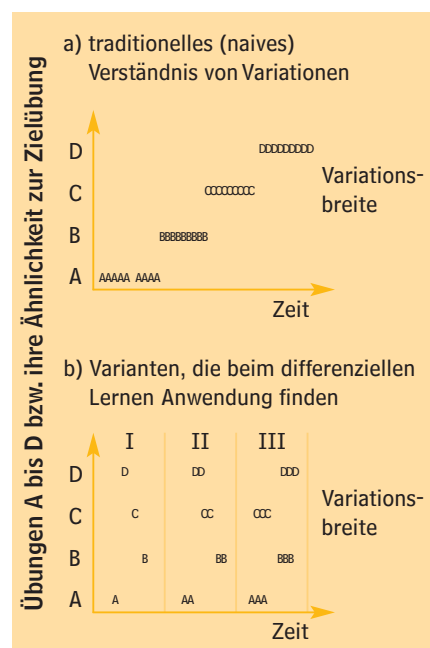 Übungen A bis D bzw. ihre Ähnlichkeit zur Zielübung
a) traditionelles (naives)
Verständnis von Variationen
D DDDDDDDDD
Variations-
breite
C CCCCCCCCC
B BBBBBBBBB
A AAAAA AAAA
Zeit
b) Varianten, die beim differenziellen
Lernen Anwendung finden
I II III
D D DD DDD
Variations-
breite
C C CC CCC
B B BB BBB
A A AA AAA
Zeit